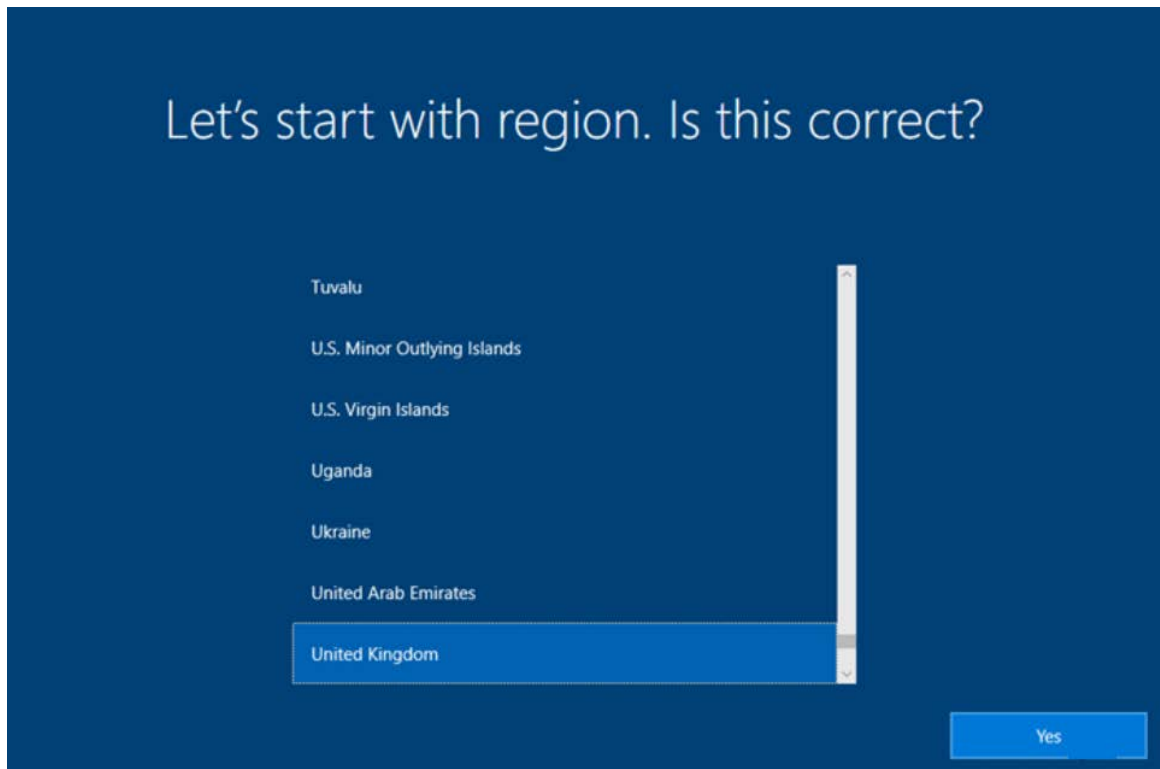 Let's start with region. Is this correct?
Tuvalu
U.S. Minor Outlying Islands
U.S. Virgin Islands
Uganda
Ukraine
United Arab Emirates
United Kingdom
Yes